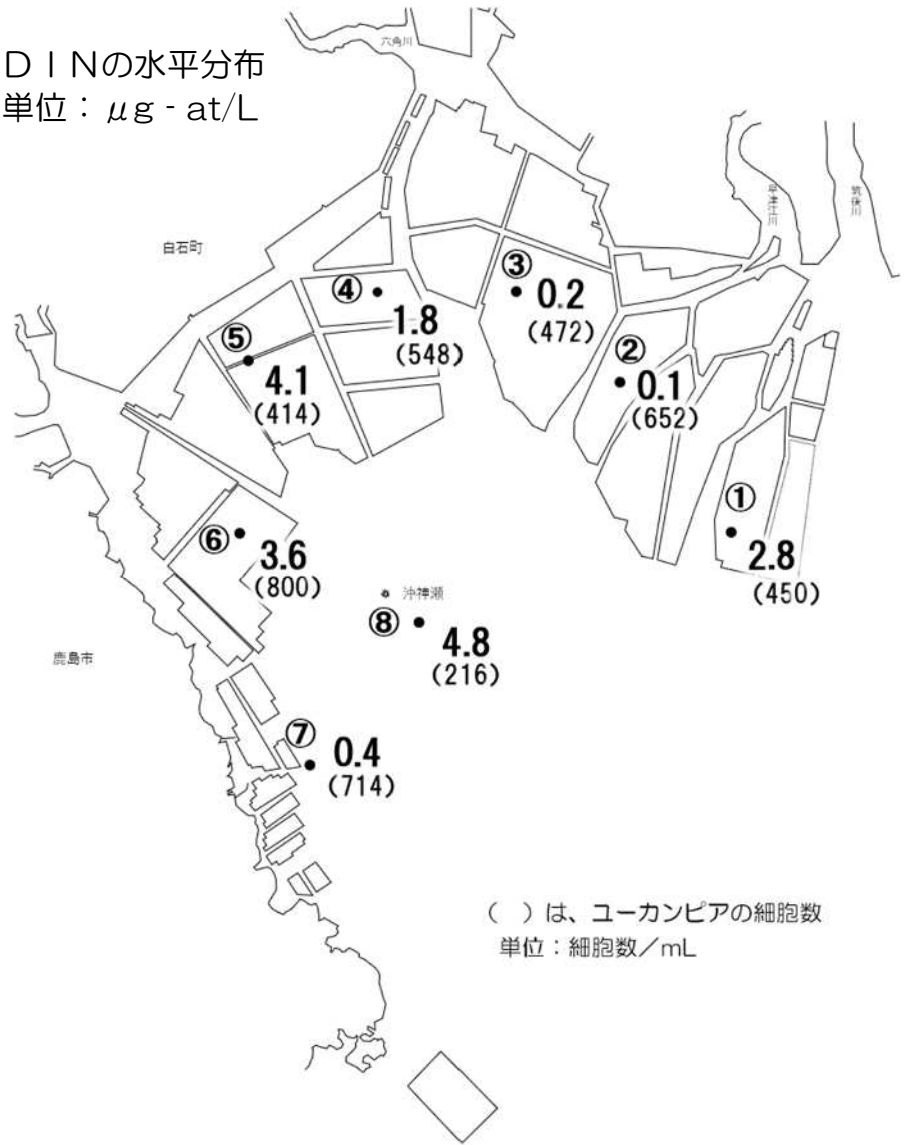 ＤＩＮの水平分布
単位：μg - at/L
六角川
早津江川
筑後川
白石町
③
0.2
(472)
④
1.8
(548)
②
0.1
(652)
⑤
4.1
(414)
①
2.8
(450)
⑥
3.6
(800)
沖神瀬
⑧
4.8
(216)
鹿島市
⑦
0.4
(714)
（　）は、ユーカンピアの細胞数
単位：細胞数／mL